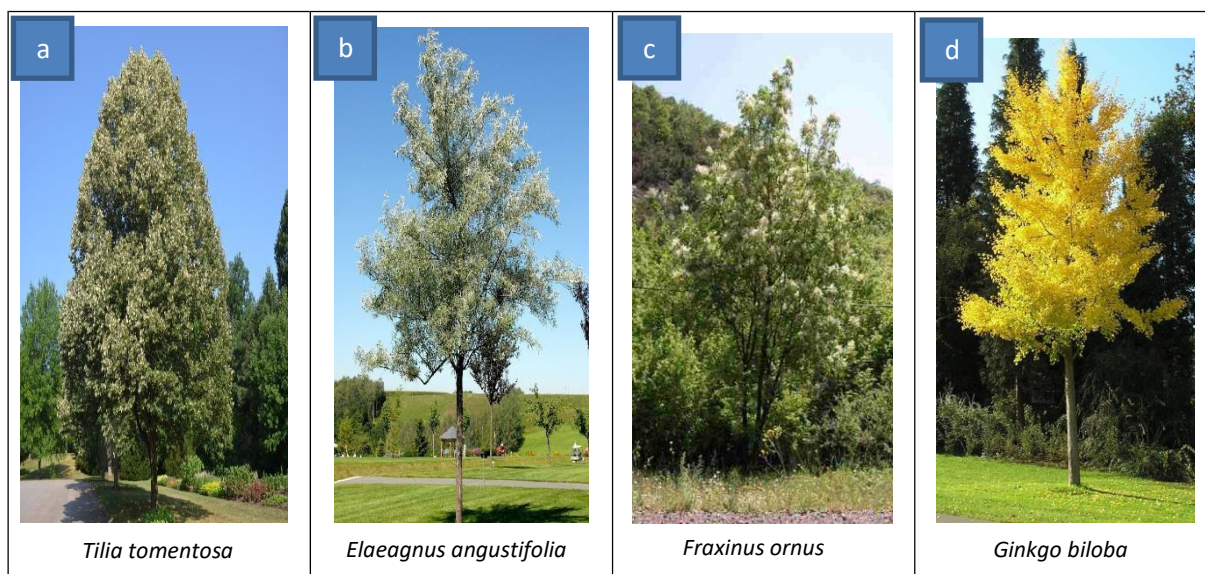 a
b
c
d
Tilia tomentosa
Elaeagnus angustifolia
Fraxinus ornus
Ginkgo biloba